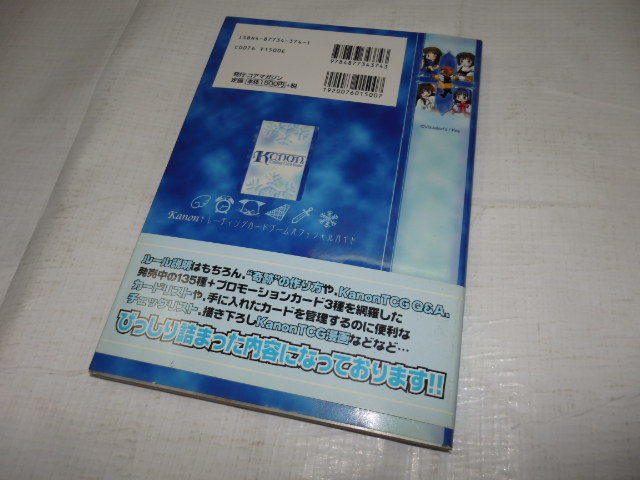 ISBN4-87734-374-1
C0076 ¥1500E
発行:コアマガジン
定価:[本体1500円]+税
9784877343743
1920076015007
©VisualArt's / Key
Kanon
Kanon トレーディングカードゲームオフィシャルガイド
ルール説明はもちろん、“奇跡”の作り方や、KanonTCG Q&A、
発売中の135種+プロモーションカード3種を網羅した
カードリストや、手に入れたカードを管理するのに便利な
チェックリスト、描き下ろしKanonTCG漫画などなど…
びっしり詰まった内容になっております!!